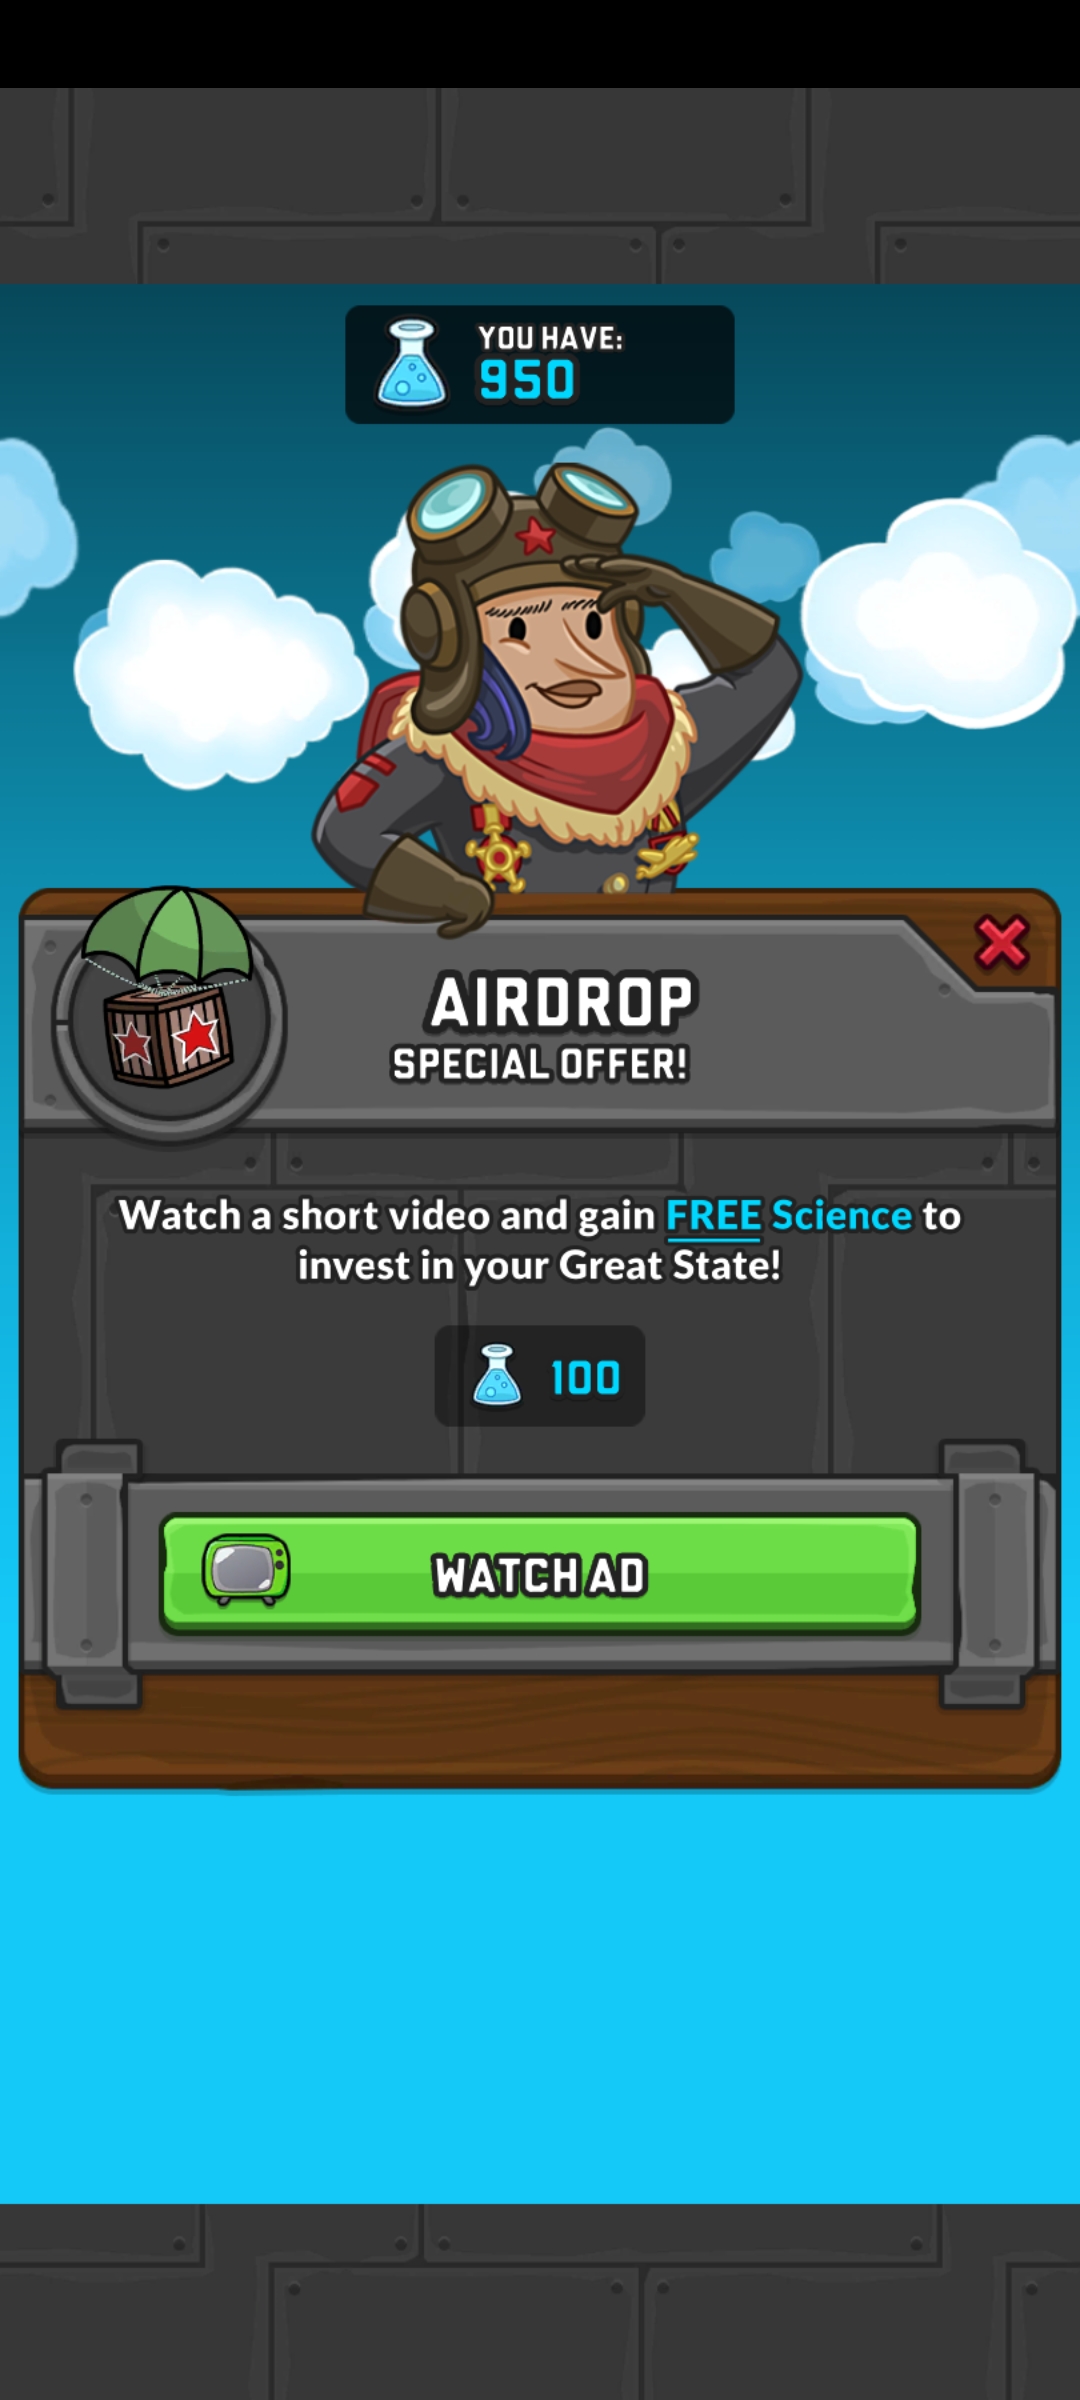 YOU HAVE:
950
AIRDROP
SPECIAL OFFER!
Watch a short video and gain FREE Science to
invest in your Great State!
100
WATCH AD